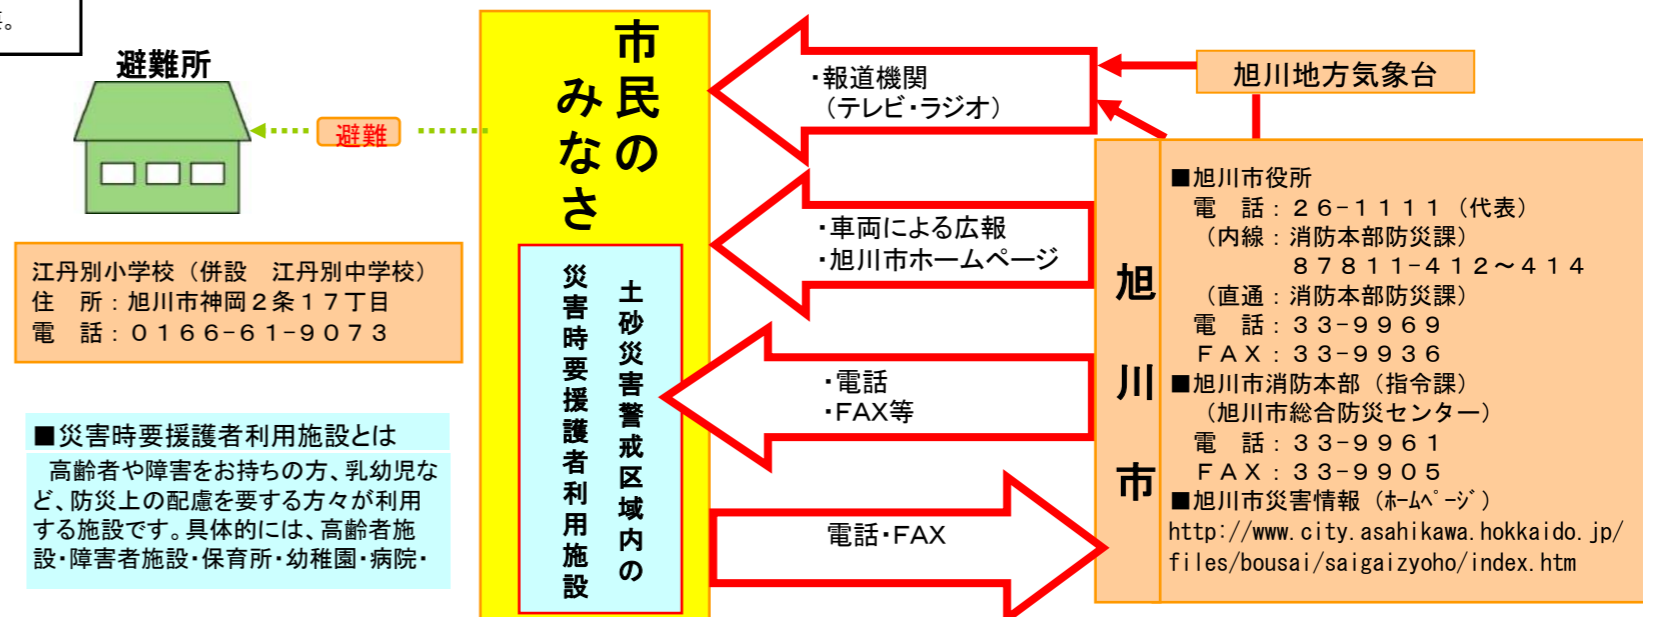 要。
避難所
避難
江丹別小学校（併設　江丹別中学校）
住　所：旭川市神岡２条１７丁目
電　話：０１６６-６１-９０７３
■災害時要援護者利用施設とは
高齢者や障害をお持ちの方、乳幼児な
ど、防災上の配慮を要する方々が利用
する施設です。具体的には、高齢者施
設・障害者施設・保育所・幼稚園・病院・
市民の
みなさ
土砂災害警戒区域内の
災害時要援護者利用施設
・報道機関
（テレビ・ラジオ）
・車両による広報
・旭川市ホームページ
・電話
・FAX等
電話・FAX
旭川地方気象台
旭川市
■旭川市役所
電　話：２６-１１１１（代表）
（内線：消防本部防災課）
８７８１１-４１２～４１４
（直通：消防本部防災課）
電　話：３３-９９６９
ＦＡＸ：３３-９９３６
■旭川市消防本部（指令課）
（旭川市総合防災センター）
電　話：３３-９９６１
ＦＡＸ：３３-９９０５
■旭川市災害情報（ﾎｰﾑﾍﾟｰｼﾞ）
http://www.city.asahikawa.hokkaido.jp/
files/bousai/saigaizyoho/index.htm